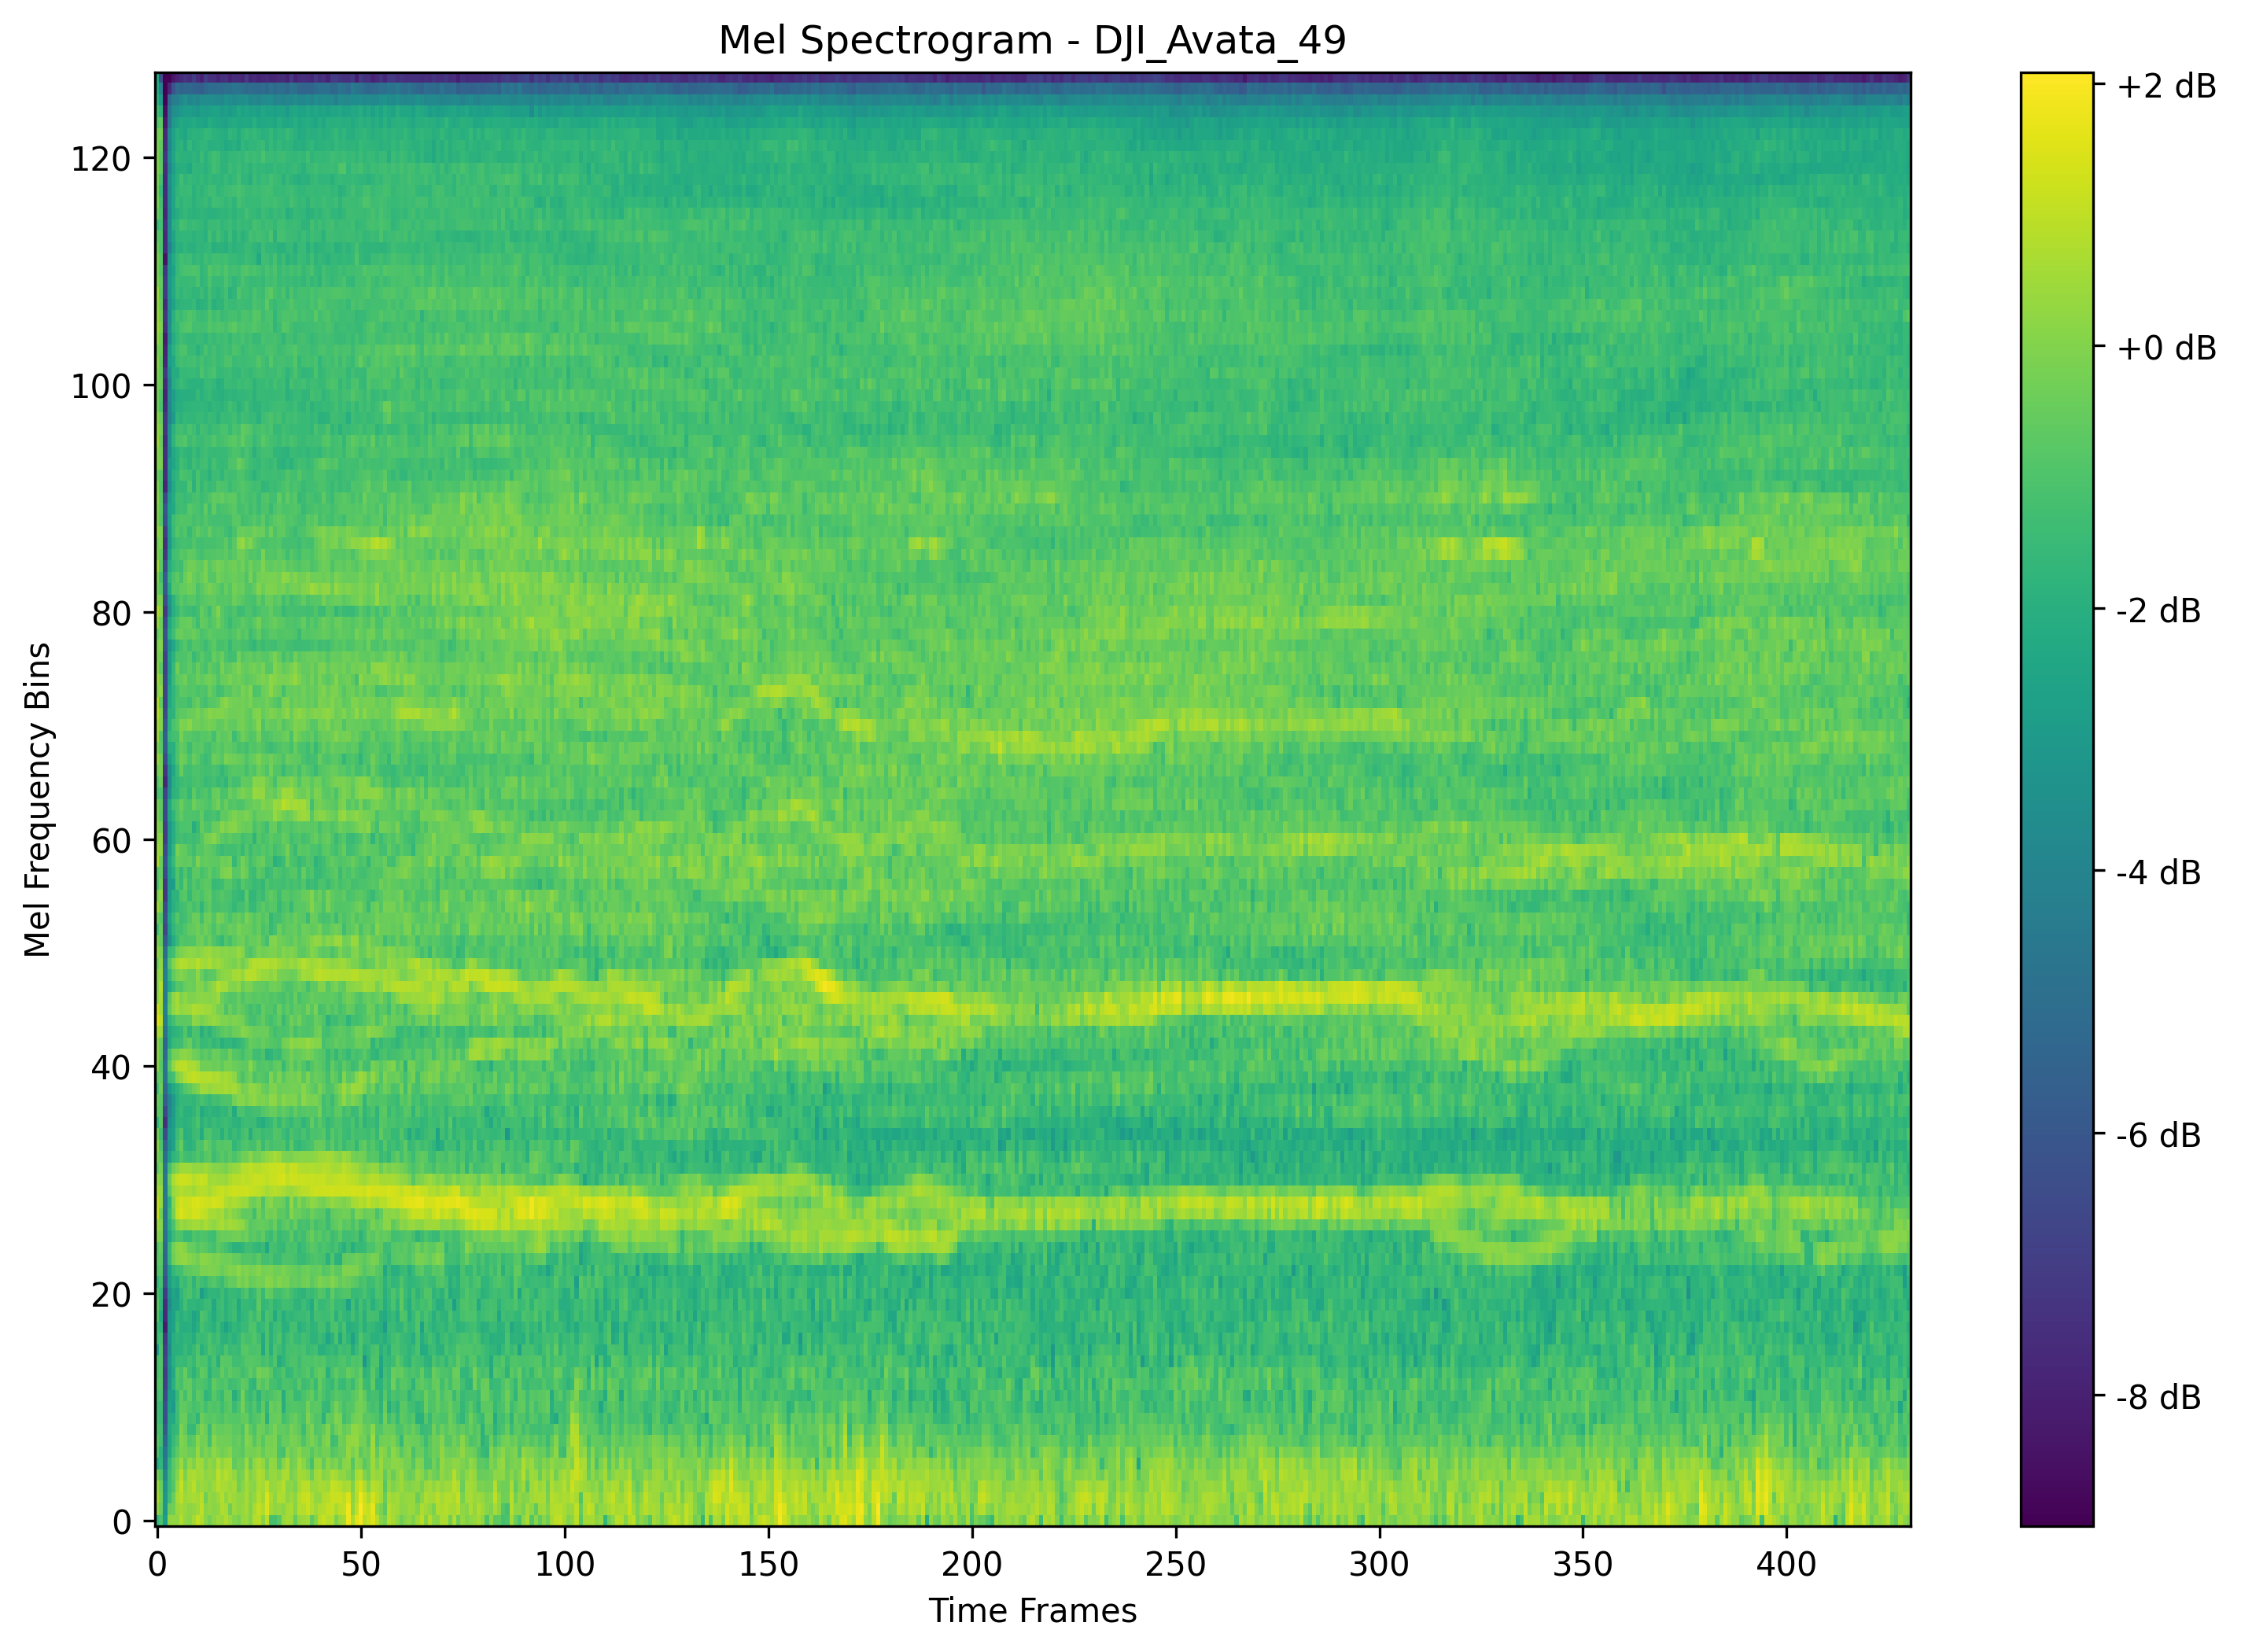 Mel Spectrogram - DJI_Avata_49
+2 dB
+0 dB
-2 dB
-4 dB
-6 dB
-8 dB
Mel Frequency Bins
120
100
80
60
40
20
0
0 50 100 150 200 250 300 350 400
Time Frames